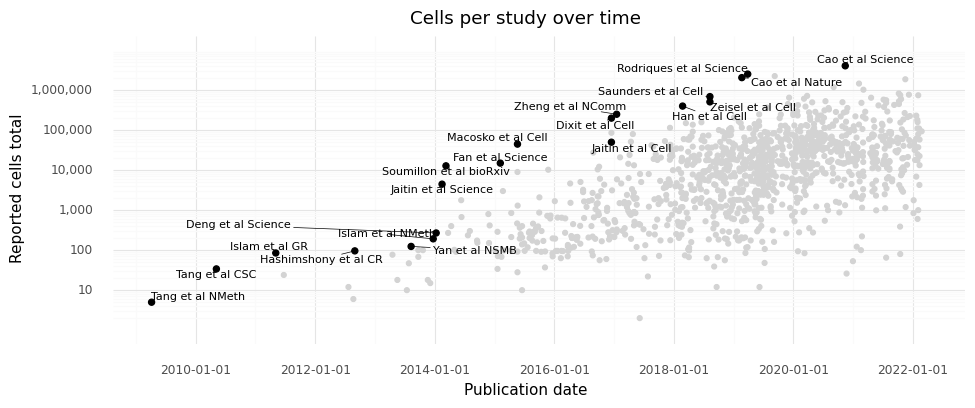 Cells per study over time
Reported cells total
1,000,000
100,000
10,000
1,000
100
10
Cao et al Science
Rodriques et al Science
Cao et al Nature
Saunders et al Cell
Zheng et al NComm
Zeisel et al Cell
Han et al Cell
Dixit et al Cell
Macosko et al Cell
Jaitin et al Cell
Fan et al Science
Soumillon et al bioRxiv
Jaitin et al Science
Deng et al Science
Islam et al NMeth
Islam et al GR
Yan et al NSMB
Hashimshony et al CR
Tang et al CSC
Tang et al NMeth
2010-01-01
2012-01-01
2014-01-01
2016-01-01
2018-01-01
2020-01-01
2022-01-01
Publication date